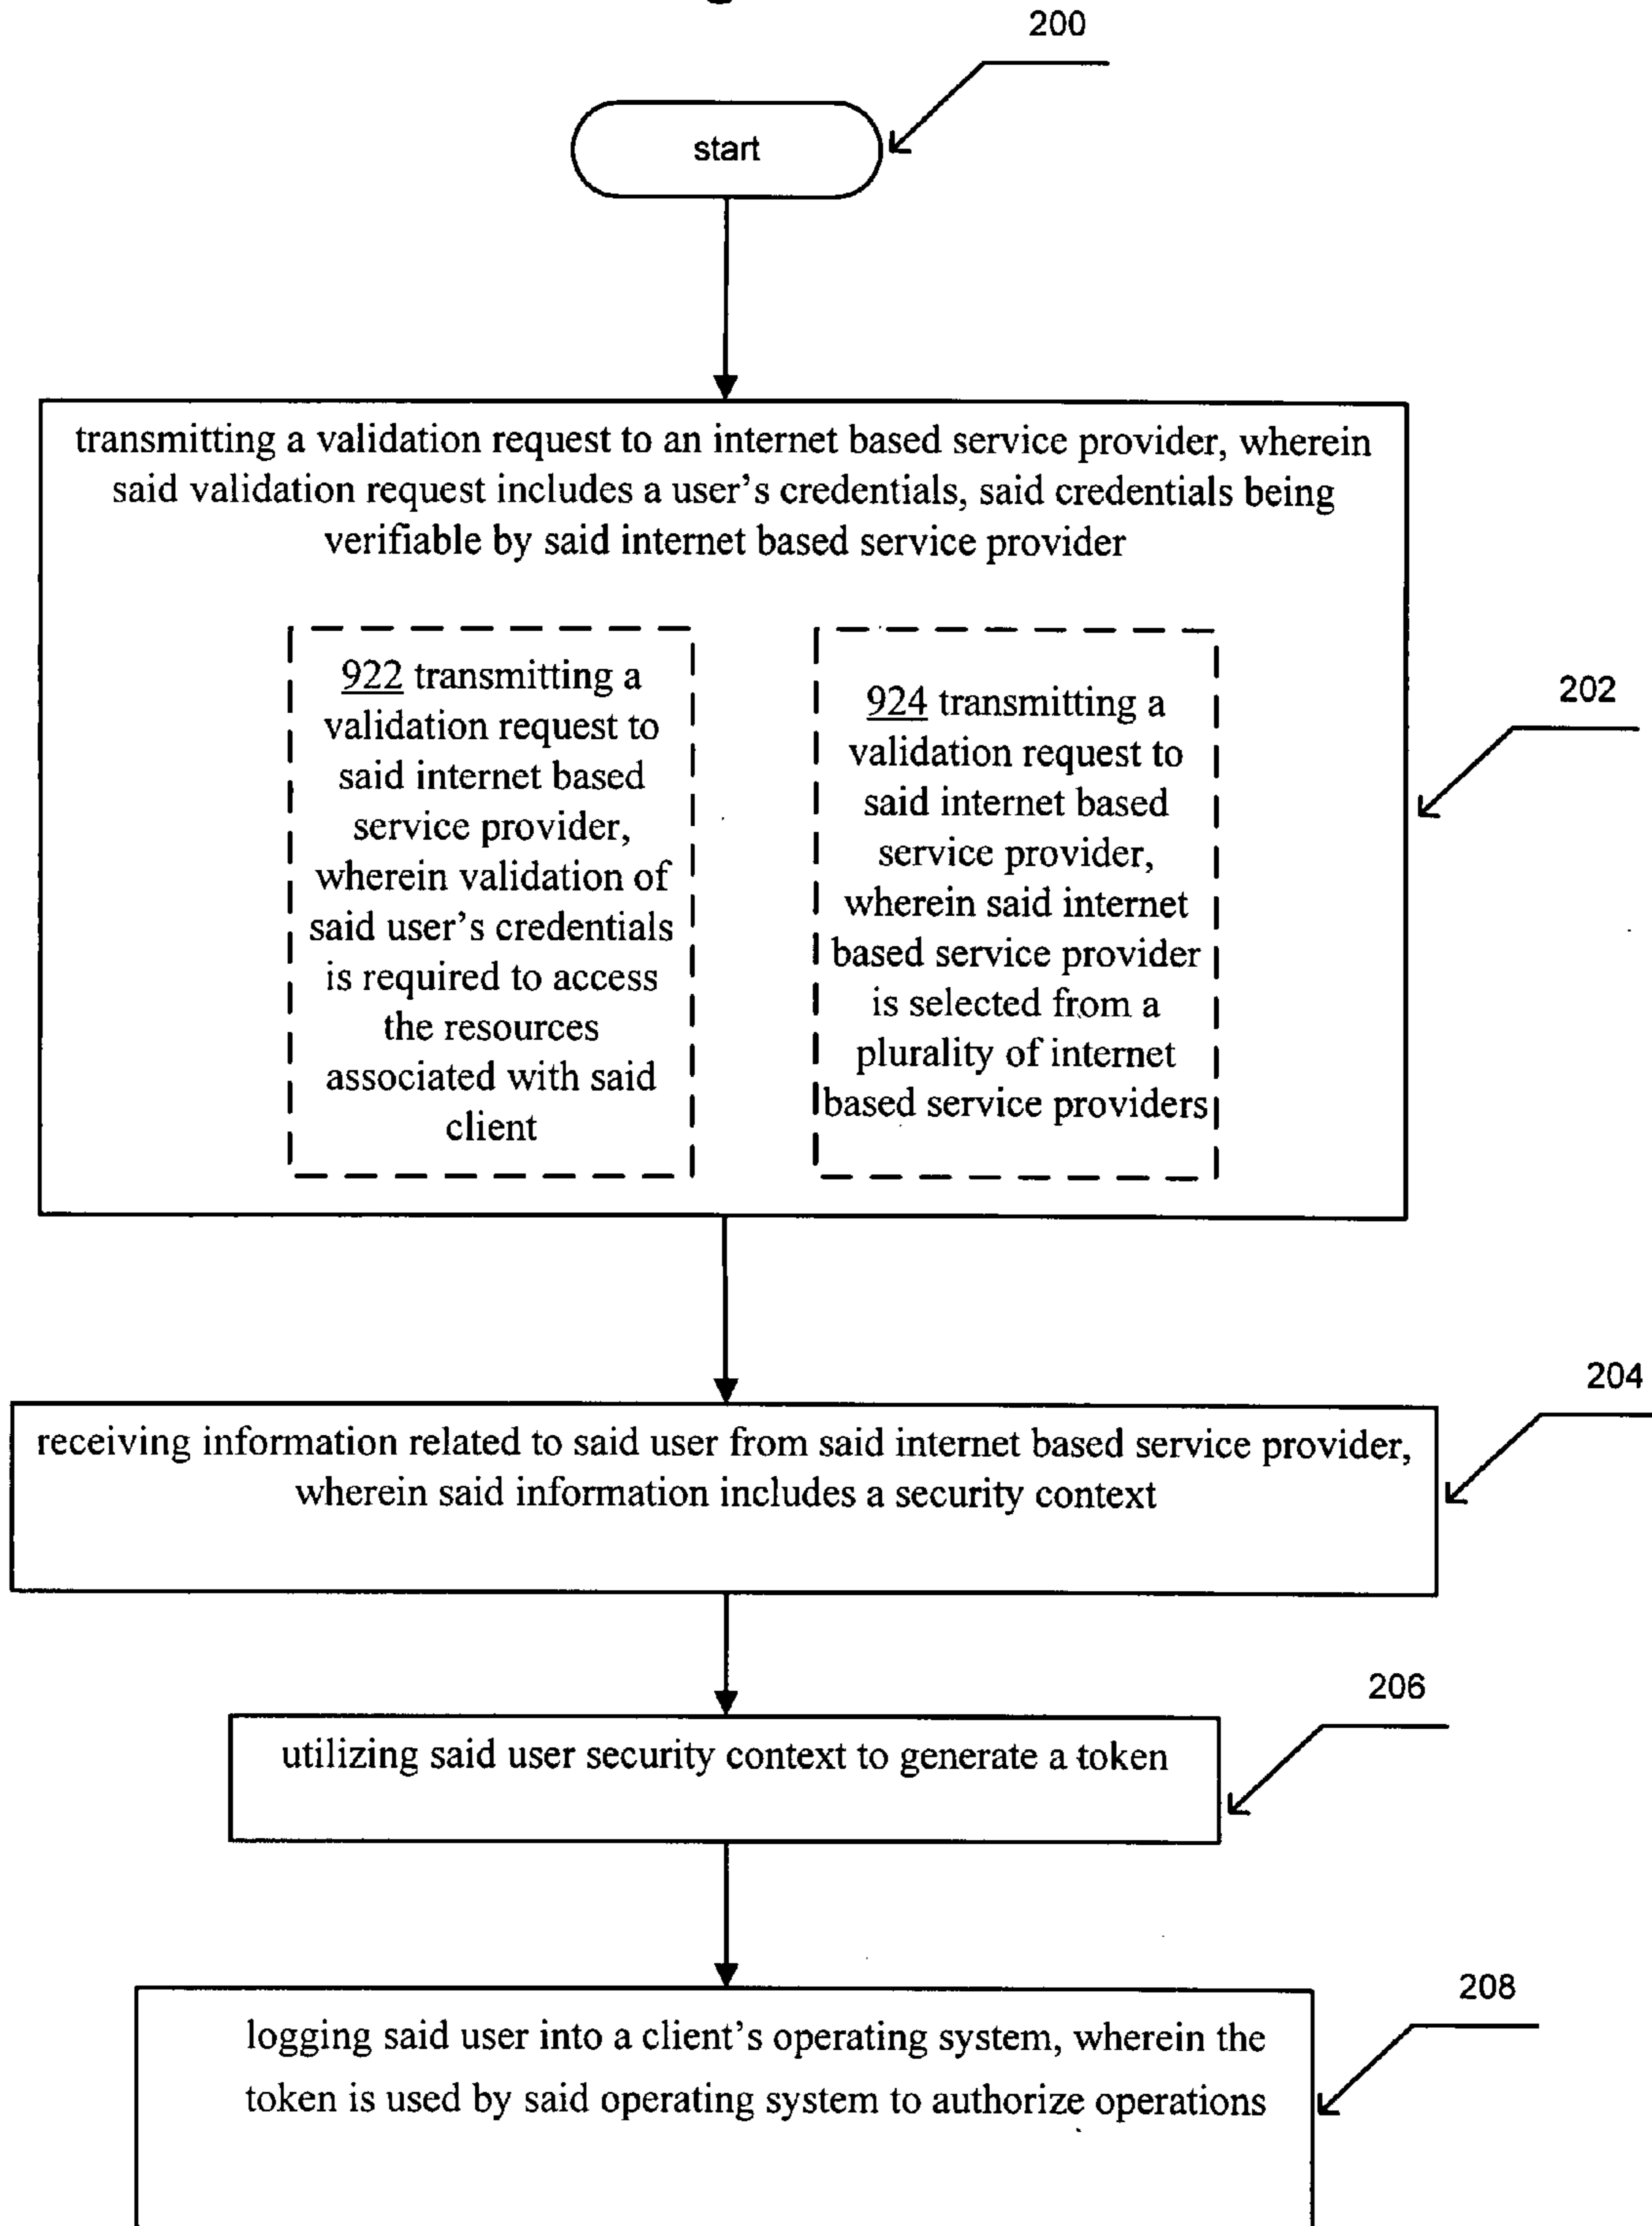 200
start
transmitting a validation request to an internet based service provider, wherein
said validation request includes a user's credentials, said credentials being
verifiable by said internet based service provider
922 transmitting a
validation request to
said internet based
service provider,
wherein validation of
said user's credentials
is required to access
the resources
associated with said
client
924 transmitting a
validation request to
said internet based
service provider,
wherein said internet
based service provider
is selected from a
plurality of internet
based service providers
202
204
receiving information related to said user from said internet based service provider,
wherein said information includes a security context
206
utilizing said user security context to generate a token
208
logging said user into a client's operating system, wherein the
token is used by said operating system to authorize operations